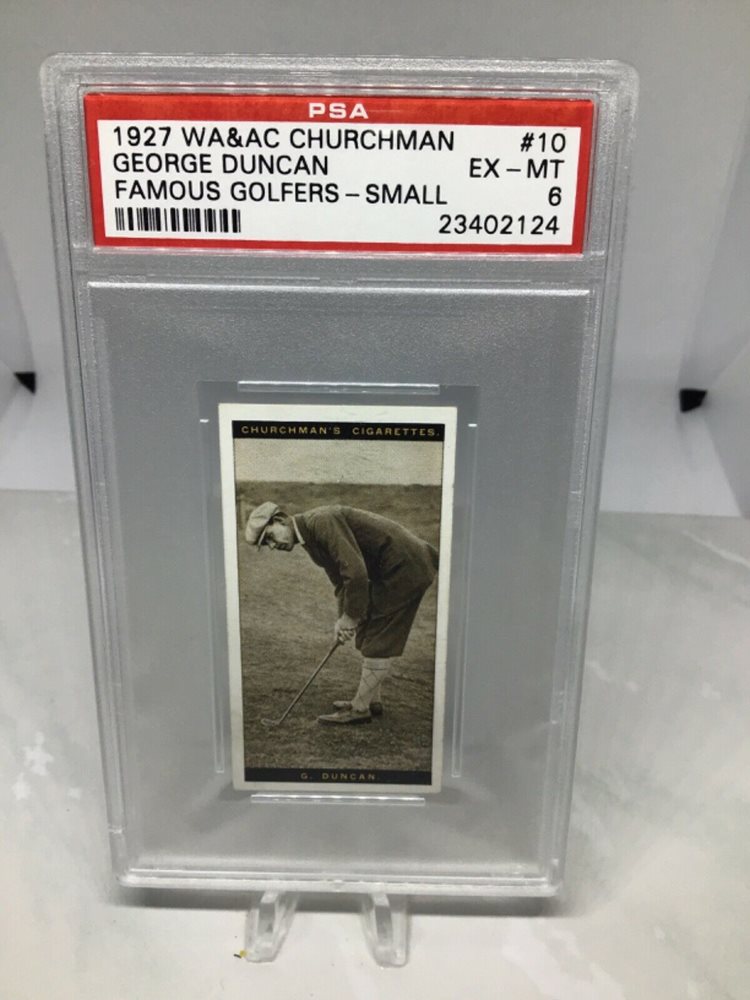 PSA
1927 WA&AC CHURCHMAN #10
GEORGE DUNCAN EX-MT
FAMOUS GOLFERS-SMALL 6
23402124
CHURCHMAN'S CIGARETTES.
G. DUNCAN.